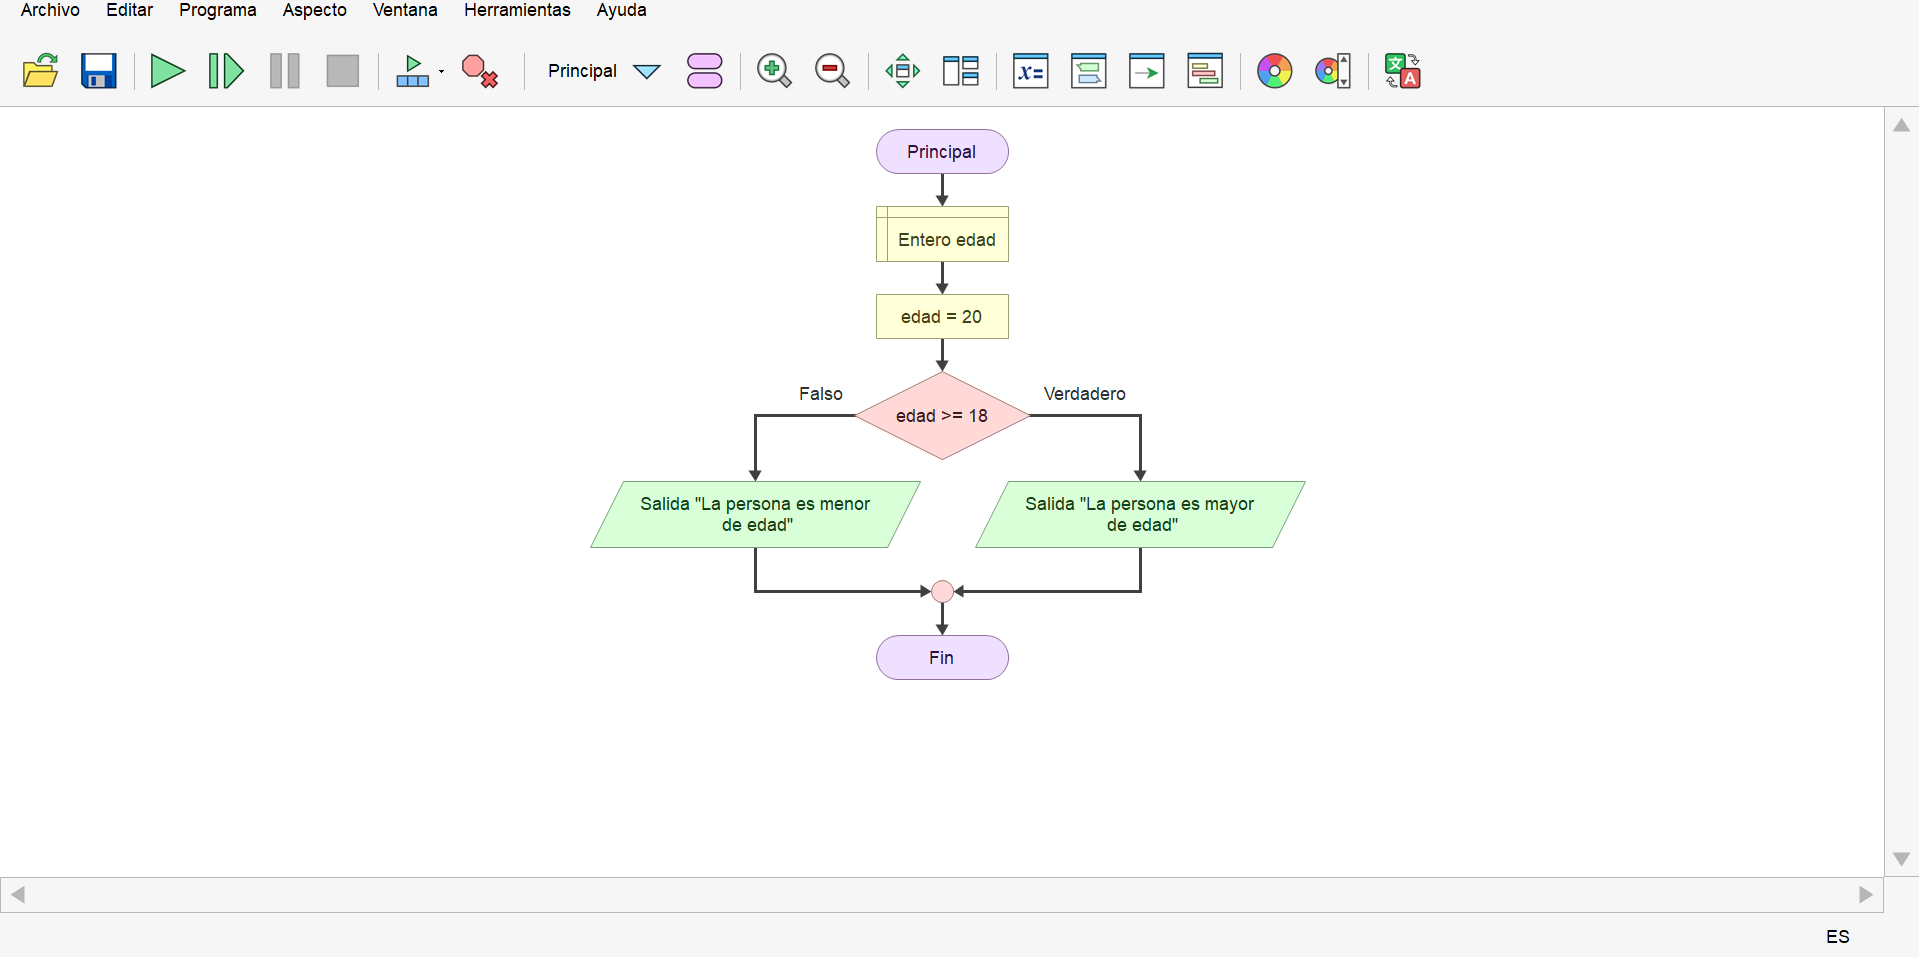 Archivo Editar Programa Aspecto Ventana Herramientas Ayuda
Principal
x=
文
A
Principal
Entero edad
edad = 20
Falso
Verdadero
edad >= 18
Salida "La persona es menor
de edad"
Salida "La persona es mayor
de edad"
Fin
ES